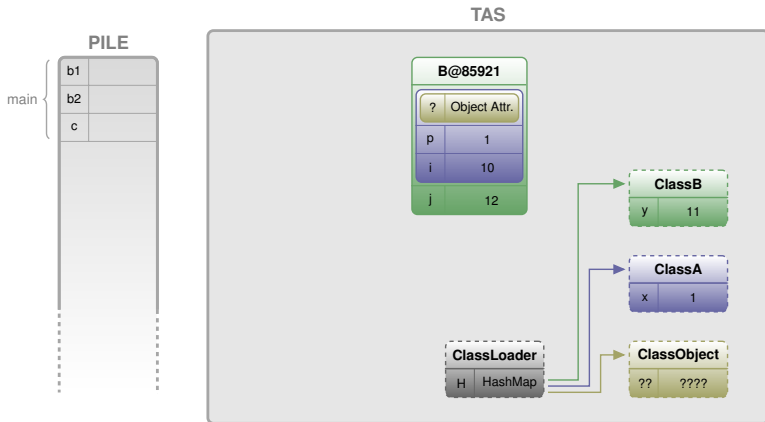 TAS
PILE
main
b1
b2
c
B@85921
? Object Attr.
p 1
i 10
j 12
ClassB
y 11
ClassA
x 1
ClassLoader
H HashMap
ClassObject
?? ????